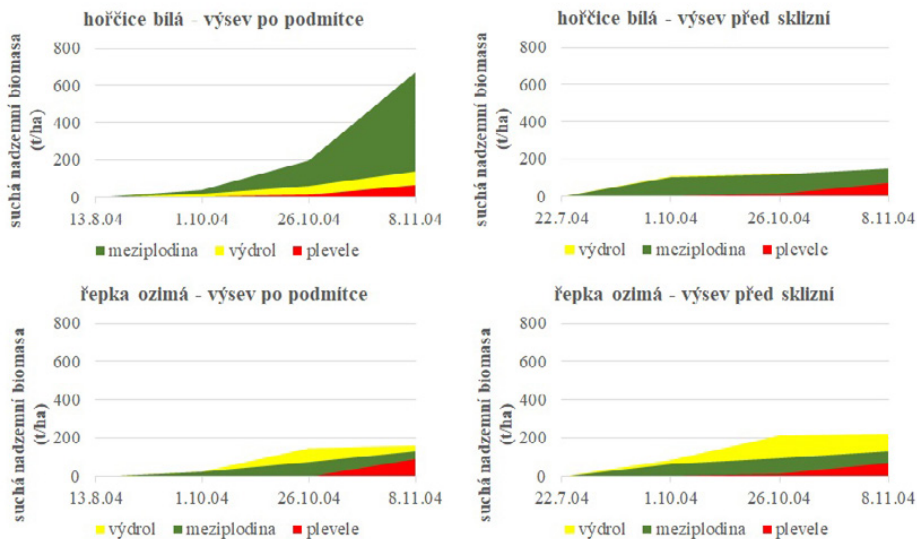 hořčice bílá - výsev po podmítce
suchá nadzemní biomasa
(t/ha)
800
600
400
200
0
13.8.04 1.10.04 26.10.04 8.11.04
meziplodina výdrol plevele
hořčice bílá - výsev před sklizní
suchá nadzemní biomasa
(t/ha)
800
600
400
200
0
22.7.04 1.10.04 26.10.04 8.11.04
výdrol meziplodina plevele
řepka ozimá - výsev po podmítce
suchá nadzemní biomasa
(t/ha)
800
600
400
200
0
13.8.04 1.10.04 26.10.04 8.11.04
výdrol meziplodina plevele
řepka ozimá - výsev před sklizní
suchá nadzemní biomasa
(t/ha)
800
600
400
200
0
22.7.04 1.10.04 26.10.04 8.11.04
výdrol meziplodina plevele